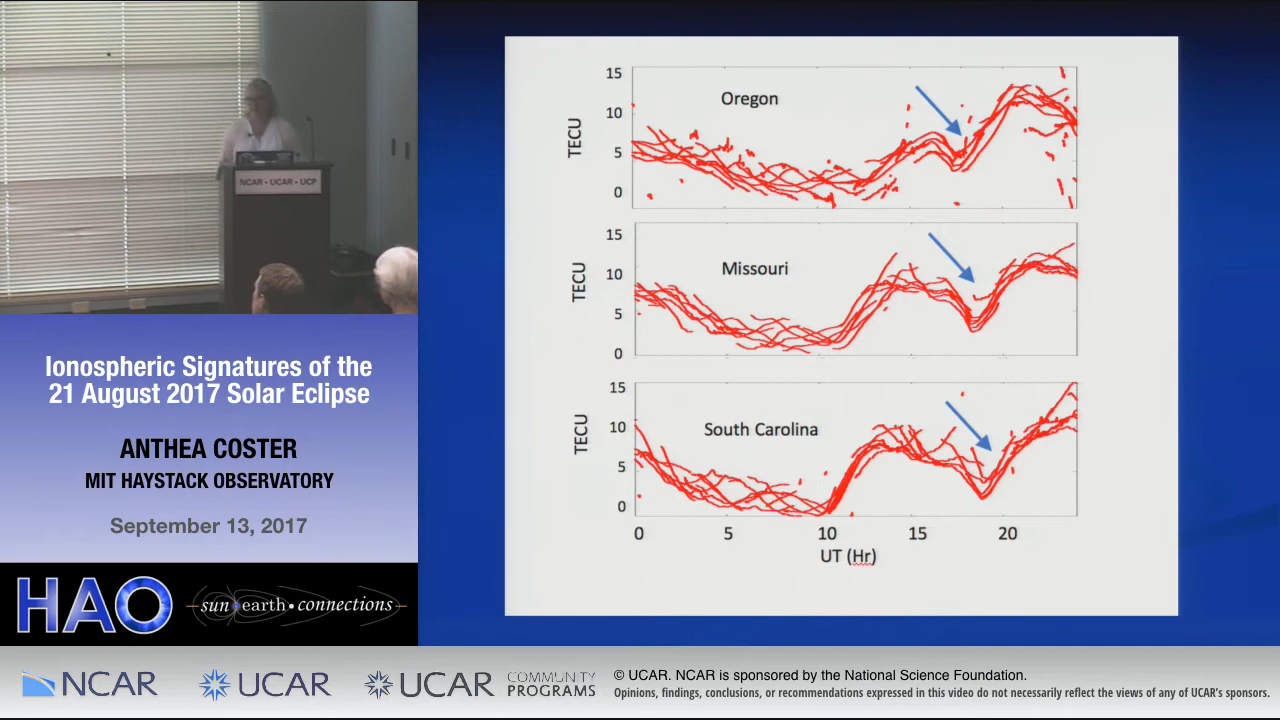 NCAR • UCAR • UCP
Ionospheric Signatures of the
21 August 2017 Solar Eclipse
ANTHEA COSTER
MIT HAYSTACK OBSERVATORY
September 13, 2017
HAO
sun•earth•connections
15
10
5
0
TECU
Oregon
15
10
5
0
TECU
Missouri
15
10
5
0
TECU
South Carolina
0 5 10 15 20
UT (Hr)
NCAR
UCAR
UCAR
COMMUNITY
PROGRAMS
© UCAR. NCAR is sponsored by the National Science Foundation.
Opinions, findings, conclusions, or recommendations expressed in this video do not necessarily reflect the views of any of UCAR's sponsors.